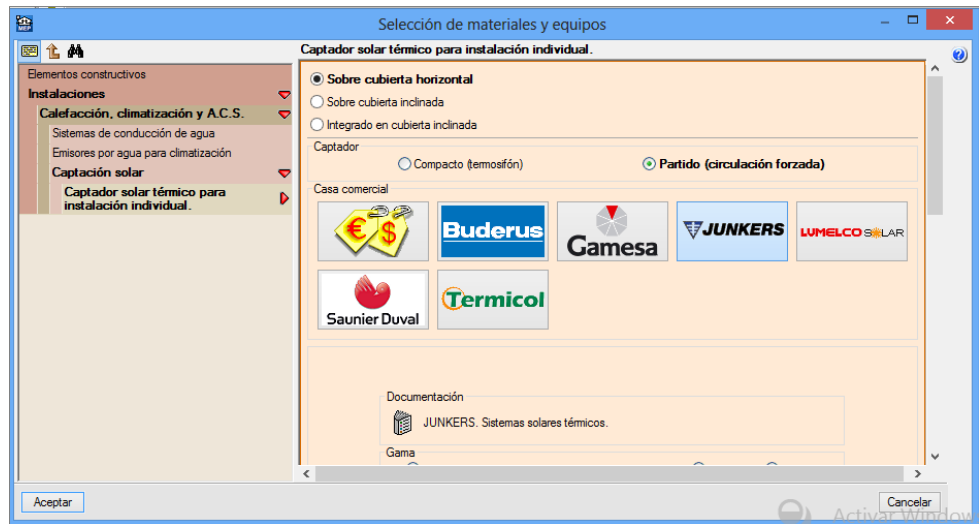 Selección de materiales y equipos
MEP
Captador solar térmico para instalación individual.
Elementos constructivos
Instalaciones
Calefacción, climatización y A.C.S.
Sistemas de conducción de agua
Emisores por agua para climatización
Captación solar
Captador solar térmico para
instalación individual.
Sobre cubierta horizontal
Sobre cubierta inclinada
Integrado en cubierta inclinada
Captador
Compacto (termosifón)
Partido (circulación forzada)
Casa comercial
€ $
Buderus
Gamesa
JUNKERS
LUMELCO SOLAR
Saunier Duval
Termicol
Documentación
JUNKERS. Sistemas solares térmicos.
Gama
Aceptar
Cancelar
Activar Window